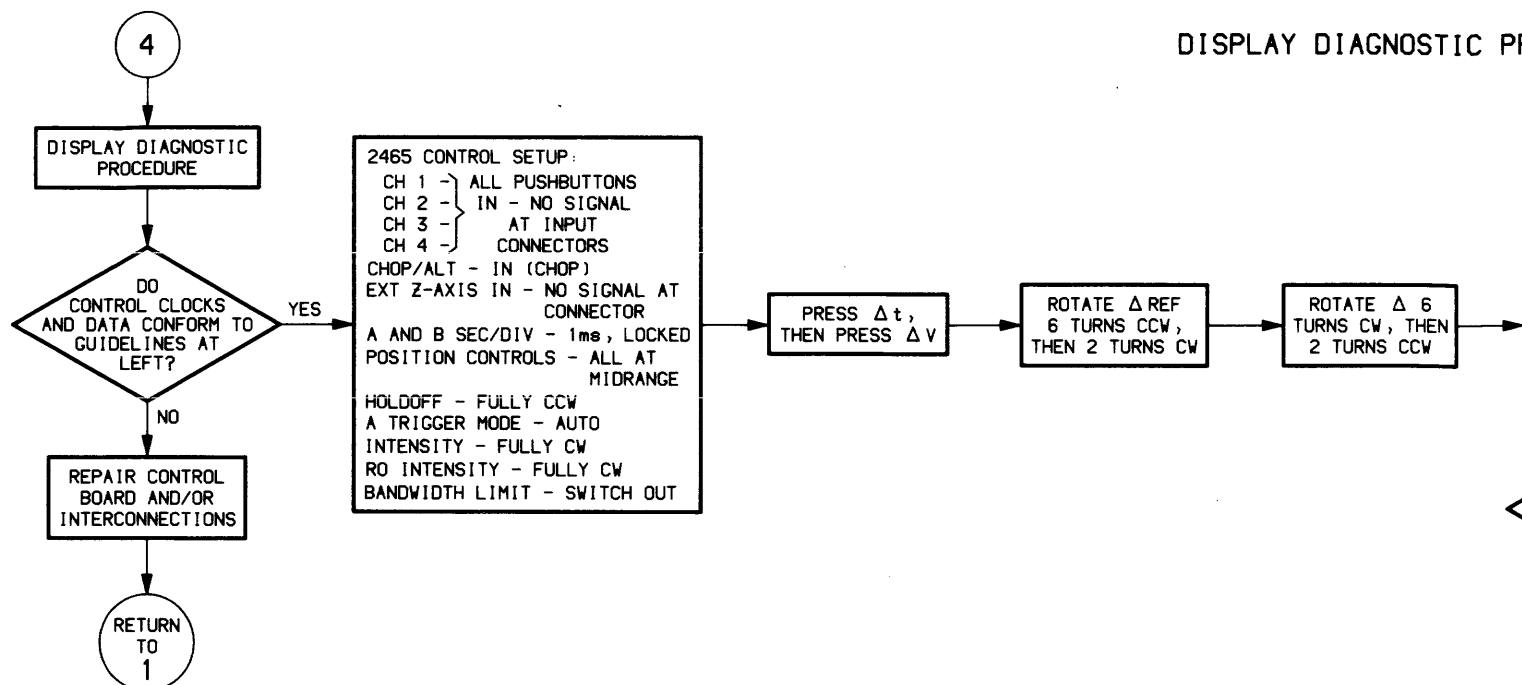 4
DISPLAY DIAGNOSTIC
DISPLAY DIAGNOSTIC
PROCEDURE
DO
CONTROL CLOCKS
AND DATA CONFORM TO
GUIDELINES AT
LEFT?
YES
NO
REPAIR CONTROL
BOARD AND/OR
INTERCONNECTIONS
RETURN
TO
1
2465 CONTROL SETUP:
CH 1 - ALL PUSHBUTTONS
CH 2 - IN - NO SIGNAL
CH 3 - AT INPUT
CH 4 - CONNECTORS
CHOP/ALT - IN (CHOP)
EXT Z-AXIS IN - NO SIGNAL AT
CONNECTOR
A AND B SEC/DIV - 1ms, LOCKED
POSITION CONTROLS - ALL AT
MIDRANGE
HOLDOFF - FULLY CCW
A TRIGGER MODE - AUTO
INTENSITY - FULLY CW
RO INTENSITY - FULLY CW
BANDWIDTH LIMIT - SWITCH OUT
PRESS Δt,
THEN PRESS ΔV
ROTATE Δ REF
6 TURNS CCW,
THEN 2 TURNS CW
ROTATE Δ 6
TURNS CW, THEN
2 TURNS CCW